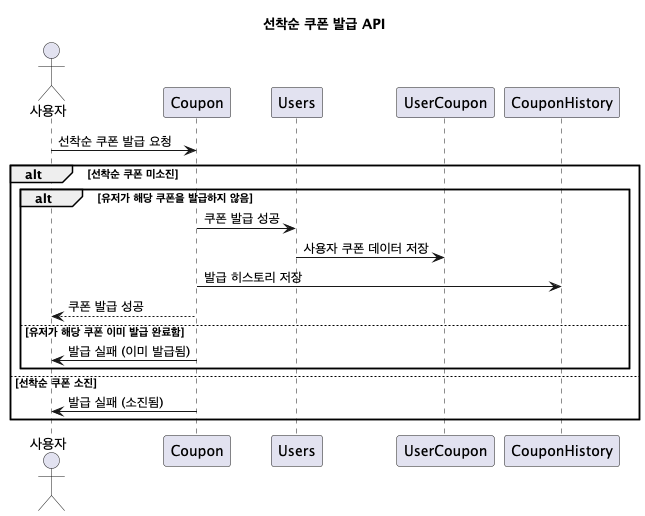 선착순 쿠폰 발급 API
사용자
Coupon
Users
UserCoupon
CouponHistory
선착순 쿠폰 발급 요청
alt
[선착순 쿠폰 미소진]
alt
[유저가 해당 쿠폰을 발급하지 않음]
쿠폰 발급 성공
사용자 쿠폰 데이터 저장
발급 히스토리 저장
쿠폰 발급 성공
[유저가 해당 쿠폰 이미 발급 완료함]
발급 실패 (이미 발급됨)
[선착순 쿠폰 소진]
발급 실패 (소진됨)
사용자
Coupon
Users
UserCoupon
CouponHistory